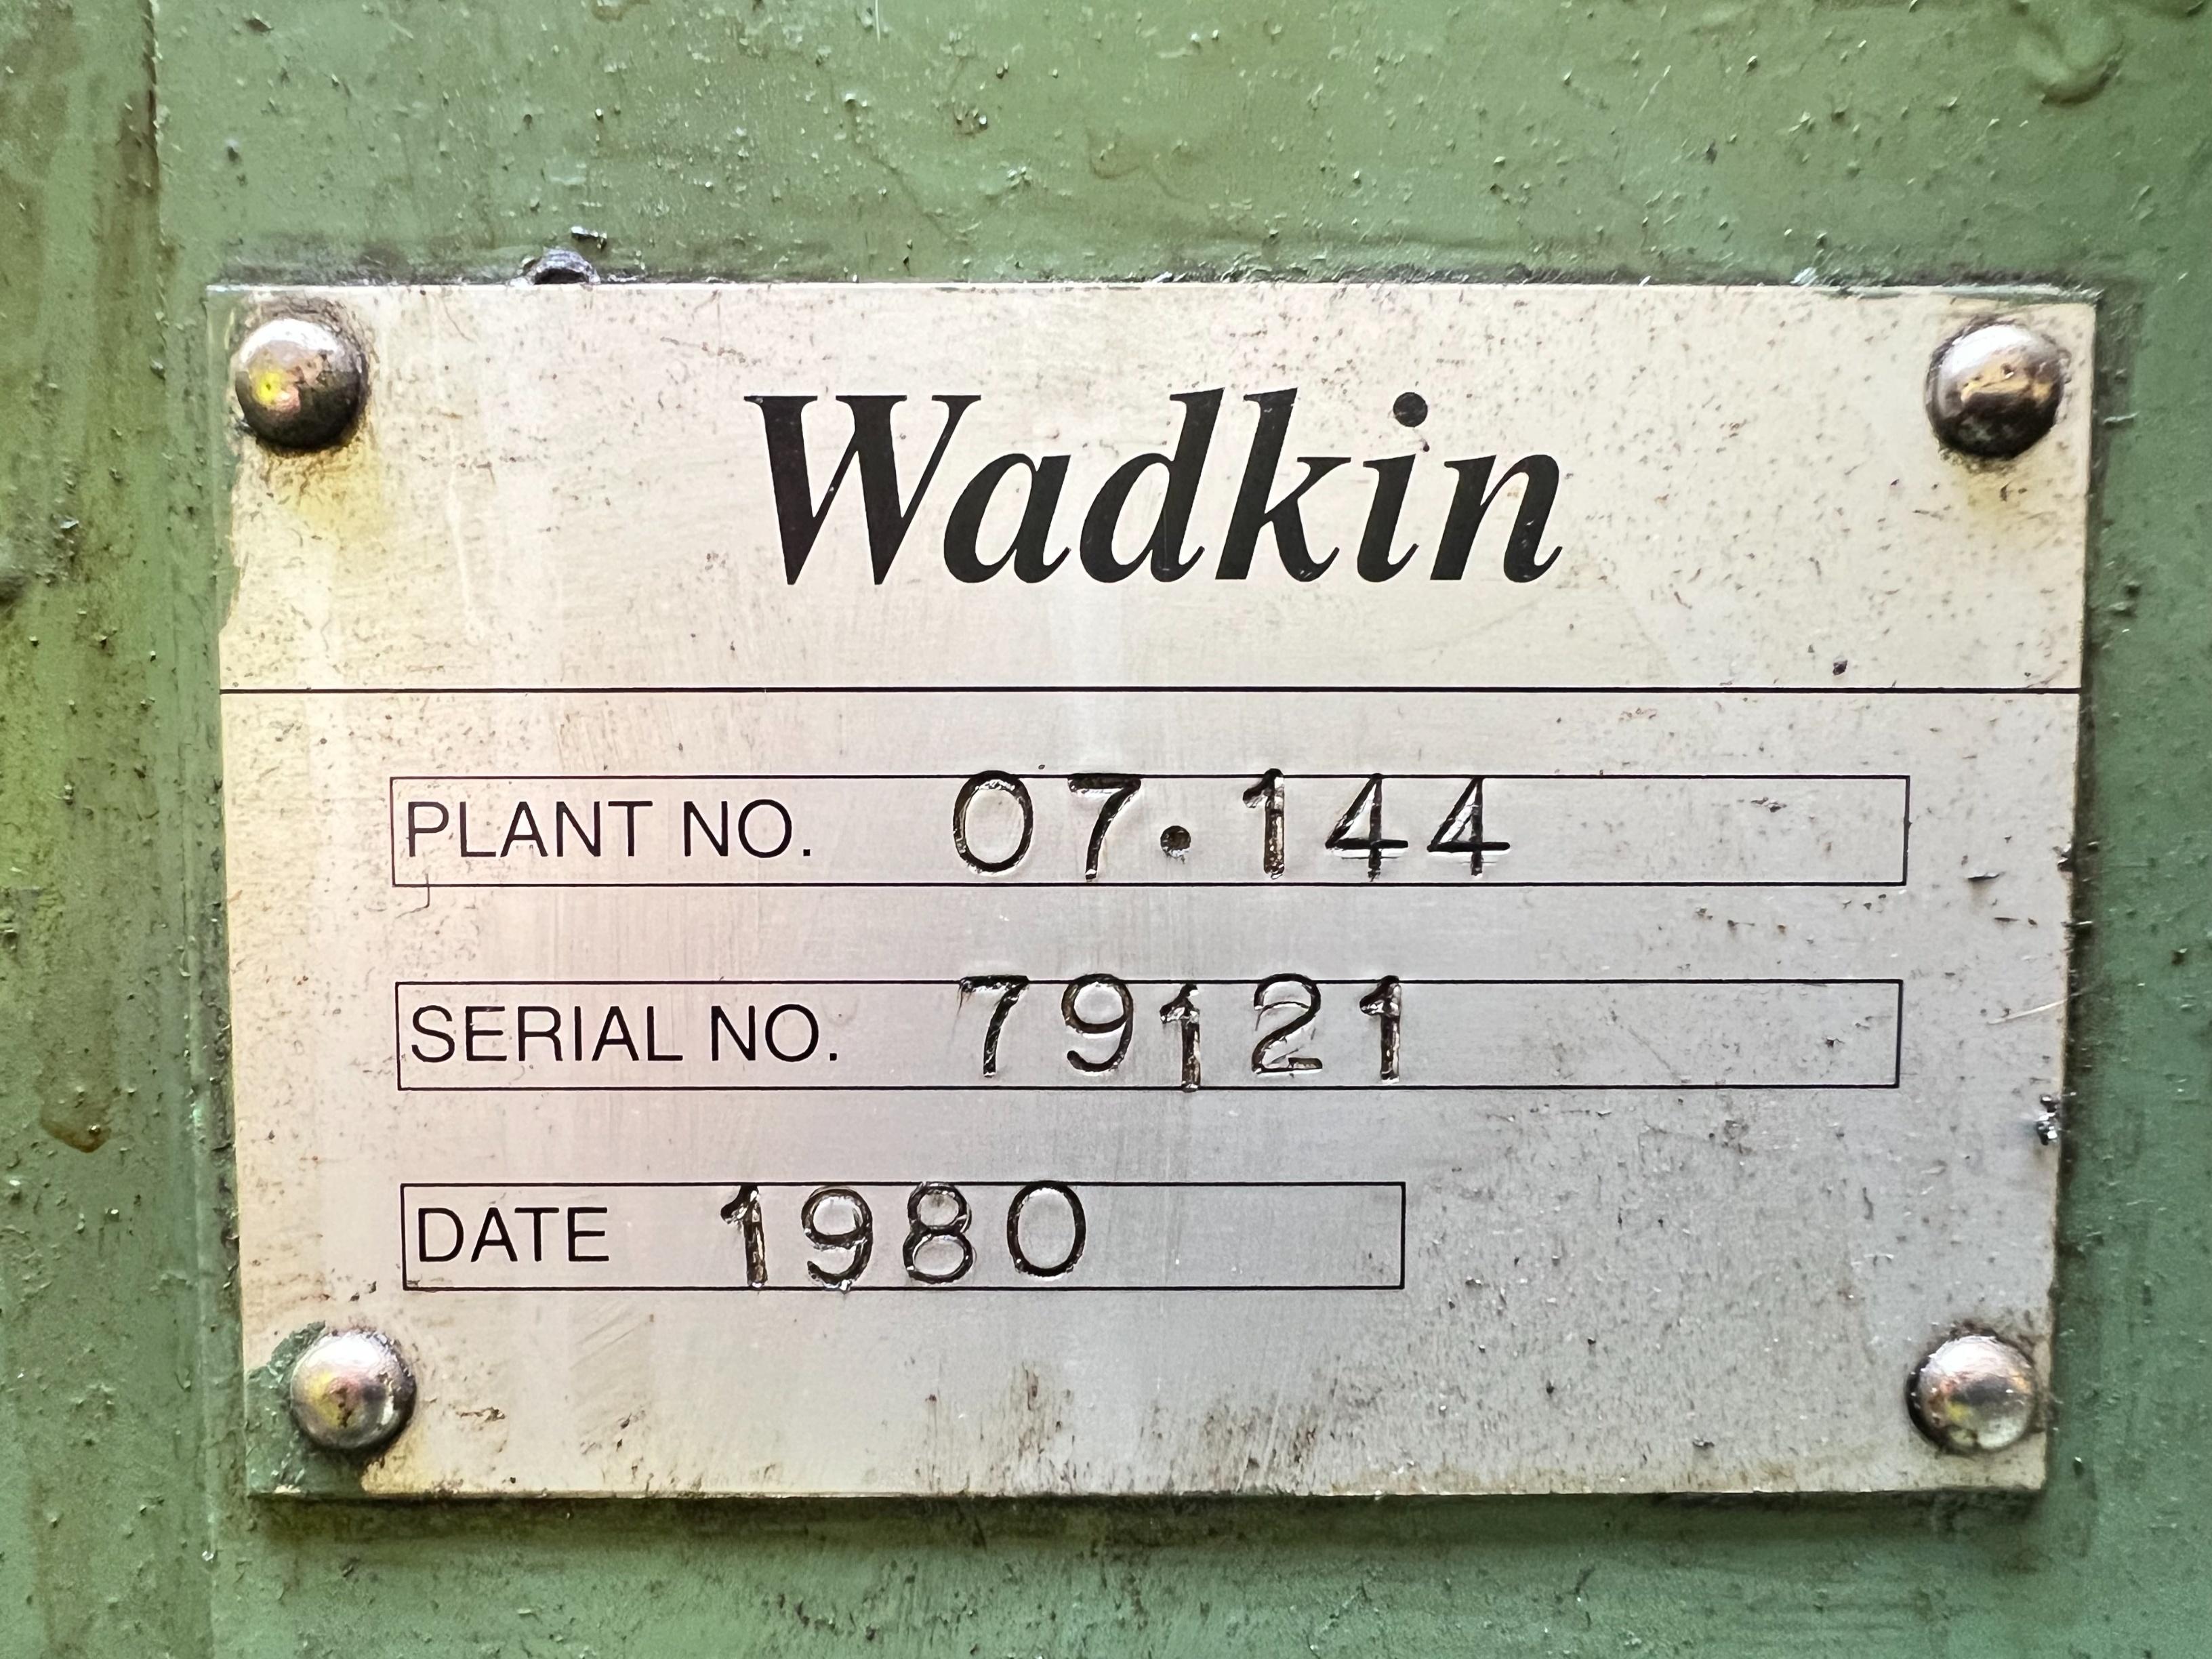 Wadkin
PLANT NO. 07·144
SERIAL NO. 79121
DATE 1980